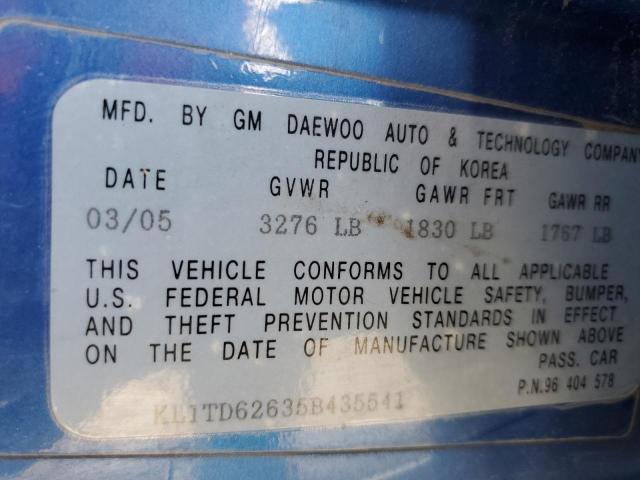 MFD. BY GM DAEWOO AUTO & TECHNOLOGY COMPANY
REPUBLIC OF KOREA
DATE GVWR GAWR FRT GAWR RR
03/05 3276 LB 1830 LB 1767 LB
THIS VEHICLE CONFORMS TO ALL APPLICABLE
U.S. FEDERAL MOTOR VEHICLE SAFETY, BUMPER,
AND THEFT PREVENTION STANDARDS IN EFFECT
ON THE DATE OF MANUFACTURE SHOWN ABOVE
PASS. CAR
P.N.96 404 578
KL1TD62635B435541